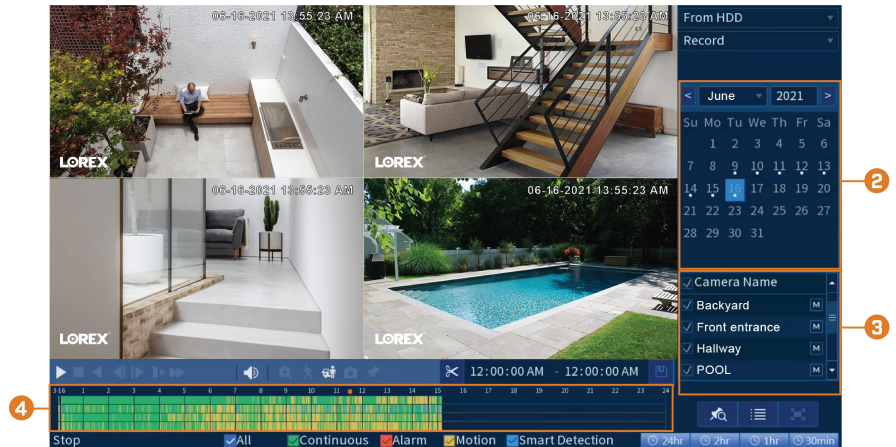 06-16-2021 13:55:23 AM
06-16-2021 13:55:23 AM
LOREX
LOREX
06-16-2021 13:55:23 AM
06-16-2021 13:55:23 AM
LOREX
LOREX
From HDD
Record
< June 2021 >
Su Mo Tu We Th Fr Sa
1 2 3 4 5 6
7 8 9 10 11 12 13
14 15 16 17 18 19 20
21 22 23 24 25 26 27
28 29 30 31
2
Camera Name
Backyard M
Front entrance M
Hallway M
POOL M
3
12:00:00 AM - 12:00:00 AM
3-16 1 2 3 4 5 6 7 8 9 10 11 12 13 14 15 16 17 18 19 20 21 22 23 24
4
Stop All Continuous Alarm Motion Smart Detection 24hr 2hr 1hr 30min